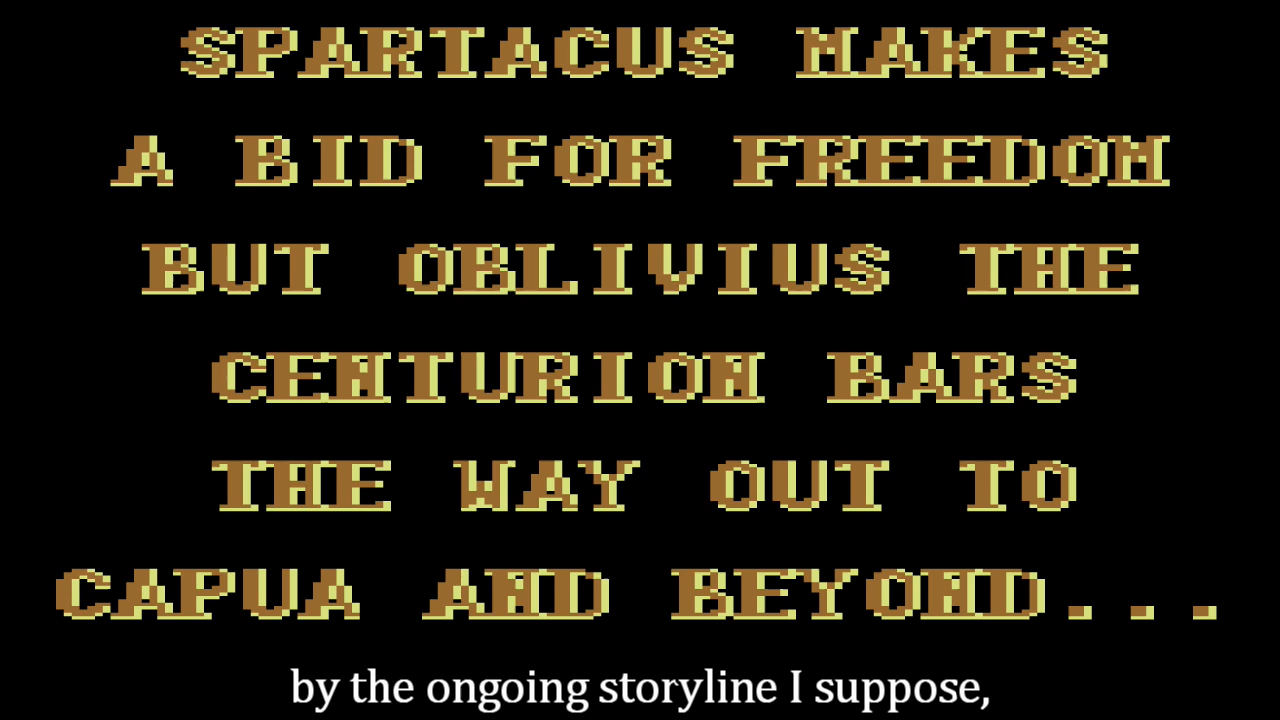 SPARTACUS MAKES
A BID FOR FREEDOM
BUT OBLIVIUS THE
CENTURION BARS
THE WAY OUT TO
CAPUA AND BEYOND...
by the ongoing storyline I suppose,